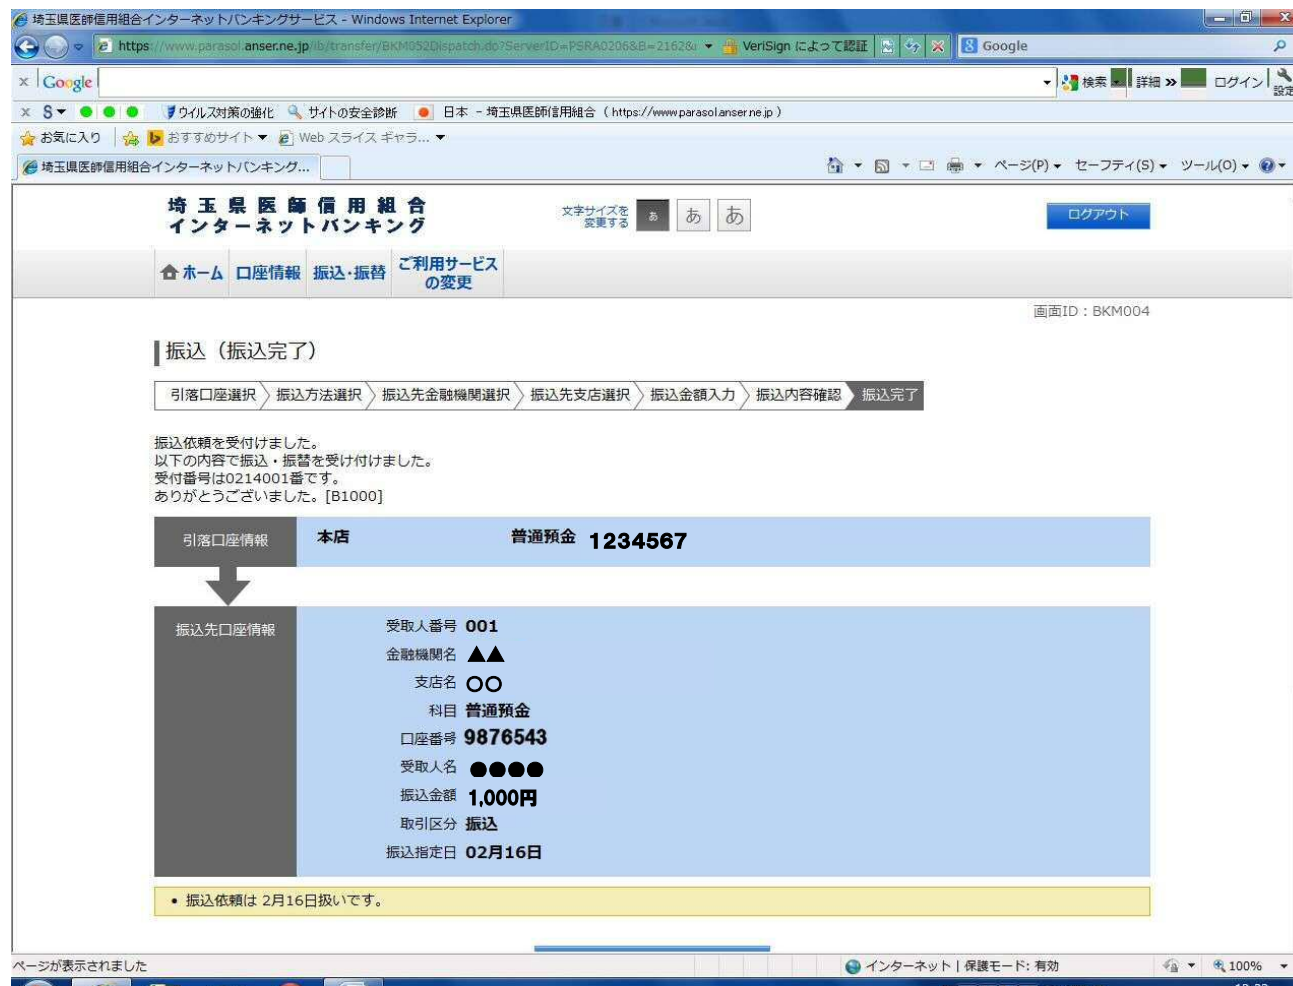 埼玉県医師信用組合インターネットバンキングサービス - Windows Internet Explorer
https://www.parasol.anser.ne.jp/ib/transfer/BKM052Dispatch.do?ServerID=PSRA0206&B=2162& VeriSign によって認証 Google
x Google 検索 詳細 » ログイン 設定
x S ウイルス対策の強化 サイトの安全診断 日本 - 埼玉県医師信用組合 ( https://www.parasol.anser.ne.jp )
お気に入り おすすめサイト Web スライス ギャラ...
埼玉県医師信用組合インターネットバンキング... ページ(P) セーフティ(S) ツール(O)
埼玉県医師信用組合
インターネットバンキング
文字サイズを
変更する
あ あ あ
ログアウト
ホーム 口座情報 振込・振替 ご利用サービス
の変更
画面ID：BKM004
振込（振込完了）
引落口座選択 振込方法選択 振込先金融機関選択 振込先支店選択 振込金額入力 振込内容確認 振込完了
振込依頼を受付けました。
以下の内容で振込・振替を受け付けました。
受付番号は0214001番です。
ありがとうございました。[B1000]
引落口座情報 本店 普通預金 1234567
振込先口座情報
受取人番号 001
金融機関名 ▲▲
支店名 〇〇
科目 普通預金
口座番号 9876543
受取人名 ●●●●
振込金額 1,000円
取引区分 振込
振込指定日 02月16日
• 振込依頼は 2月16日扱いです。
ページが表示されました インターネット | 保護モード: 有効 100%